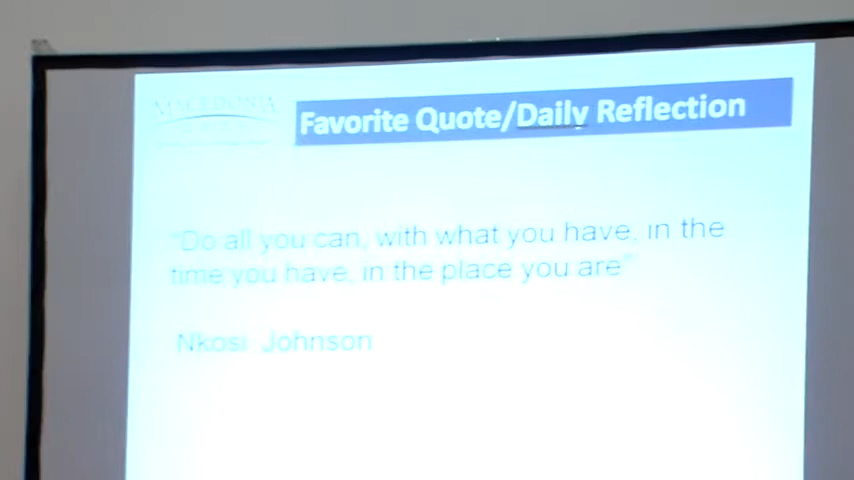 MACEDONIA
Favorite Quote/Daily Reflection
"Do all you can, with what you have, in the
time you have, in the place you are"
Nkosi Johnson